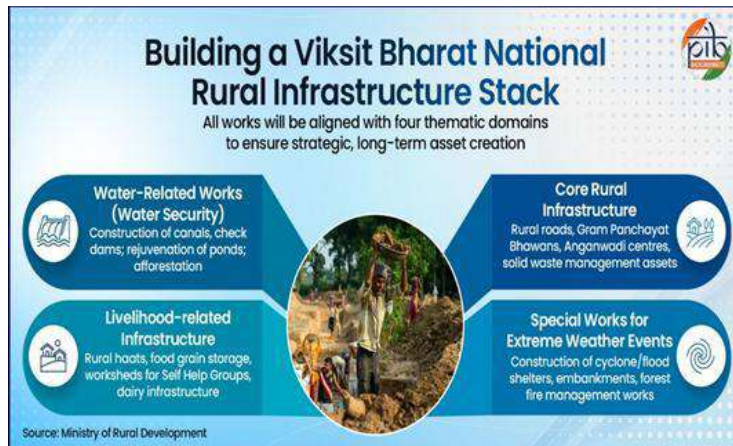 Building a Viksit Bharat National
Rural Infrastructure Stack
All works will be aligned with four thematic domains
to ensure strategic, long-term asset creation
pib
Water-Related Works
(Water Security)
Construction of canals, check
dams; rejuvenation of ponds;
afforestation
Core Rural
Infrastructure
Rural roads, Gram Panchayat
Bhawans, Anganwadi centres,
solid waste management assets
Livelihood-related
Infrastructure
Rural haats, food grain storage,
worksheds for Self Help Groups,
dairy infrastructure
Special Works for
Extreme Weather Events
Construction of cyclone/flood
shelters, embankments, forest
fire management works
Source: Ministry of Rural Development